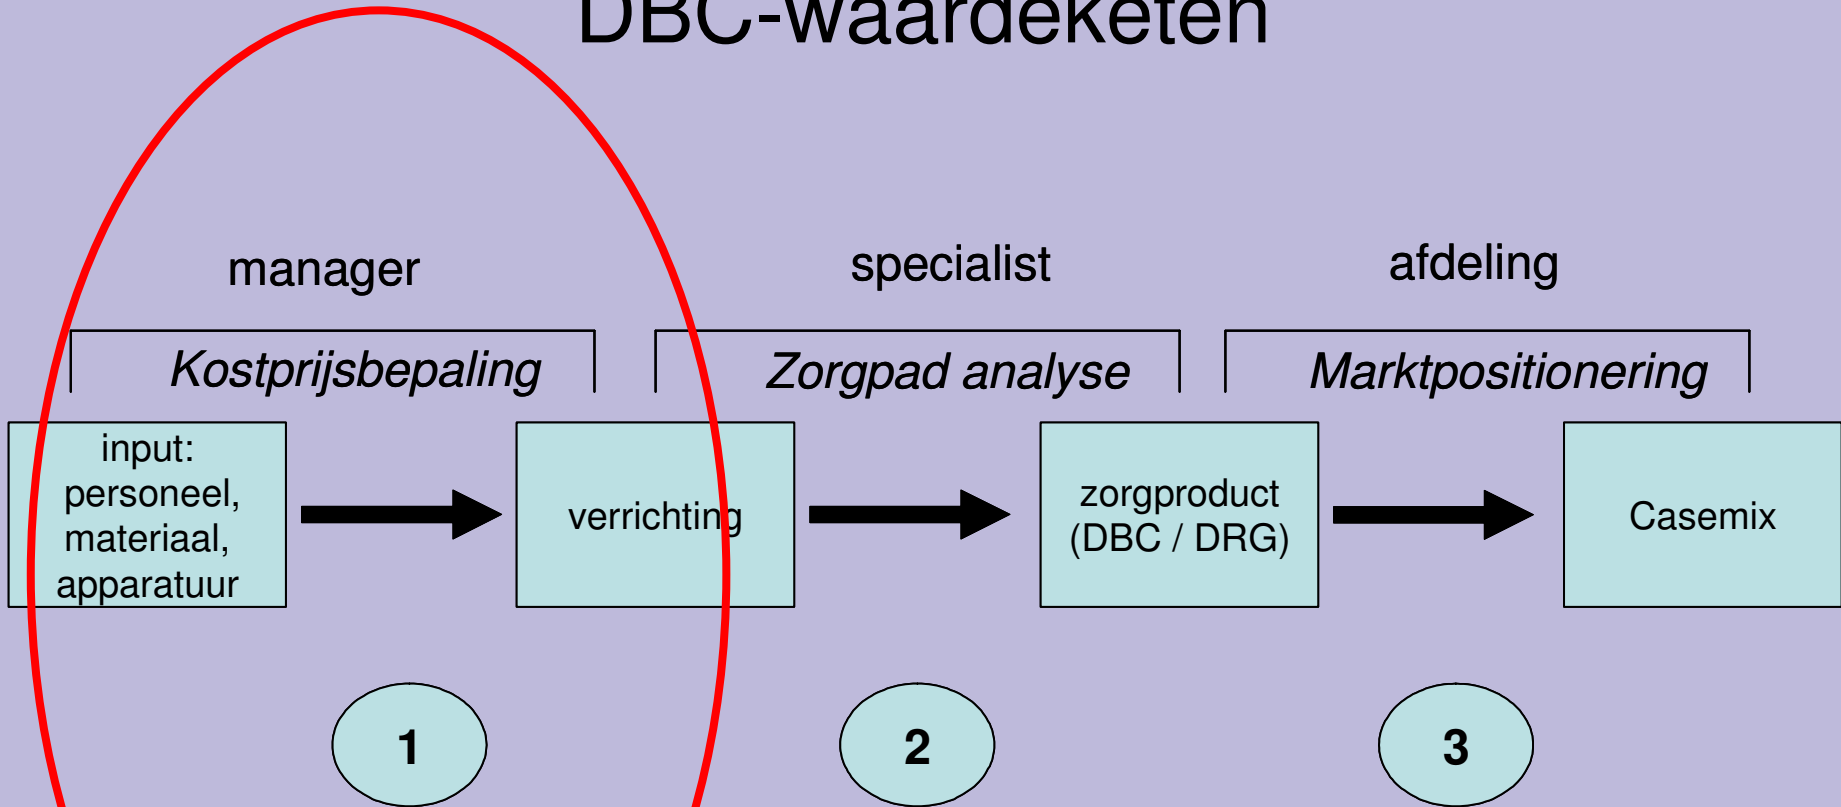 DBC-waardeketen
manager
specialist
afdeling
Kostprijsbepaling
Zorgpad analyse
Marktpositionering
input:
personeel,
materiaal,
apparatuur
verrichting
zorgproduct
(DBC / DRG)
Casemix
1
2
3